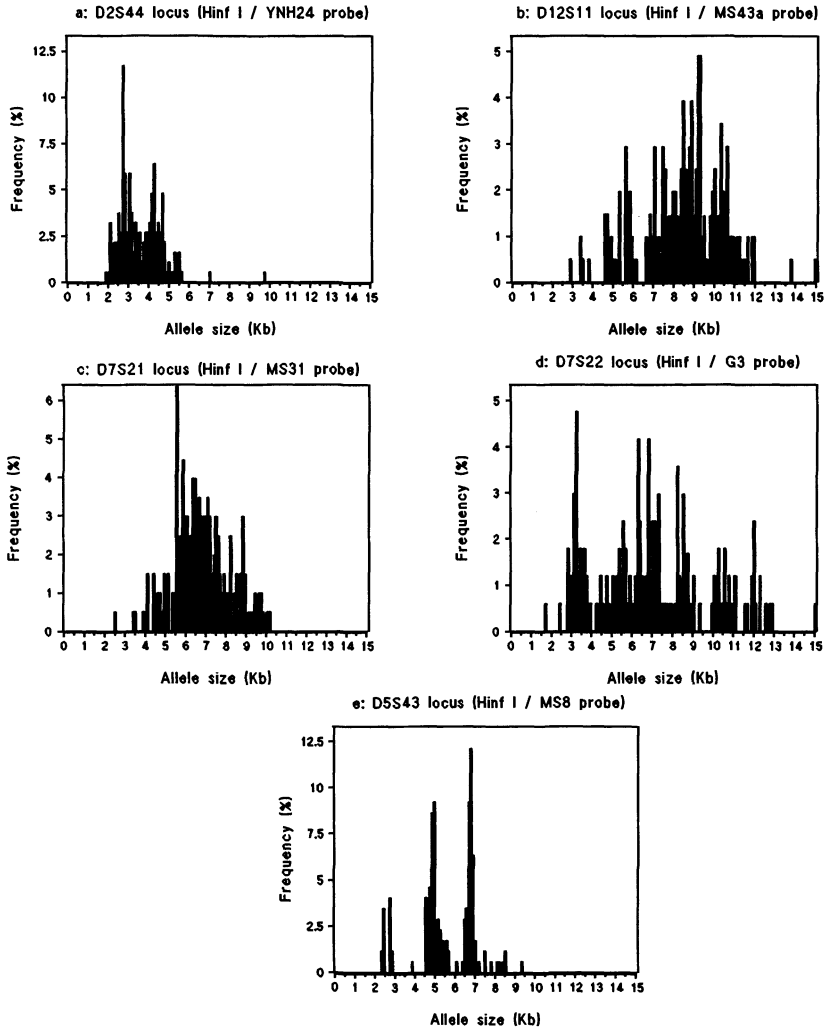 a: D2S44 locus (Hinf I / YNH24 probe)
12.5
10
7.5
5
2.5
0
Frequency (%)
0 1 2 3 4 5 6 7 8 9 10 11 12 13 14 15
Allele size (Kb)
b: D12S11 locus (Hinf I / MS43a probe)
5
4
3
2
1
0
Frequency (%)
0 1 2 3 4 5 6 7 8 9 10 11 12 13 14 15
Allele size (Kb)
c: D7S21 locus (Hinf I / MS31 probe)
6
5
4
3
2
1
0
Frequency (%)
0 1 2 3 4 5 6 7 8 9 10 11 12 13 14 15
Allele size (Kb)
d: D7S22 locus (Hinf I / G3 probe)
5
4
3
2
1
0
Frequency (%)
0 1 2 3 4 5 6 7 8 9 10 11 12 13 14 15
Allele size (Kb)
e: D5S43 locus (Hinf I / MS8 probe)
12.5
10
7.5
5
2.5
0
Frequency (%)
0 1 2 3 4 5 6 7 8 9 10 11 12 13 14 15
Allele size (Kb)